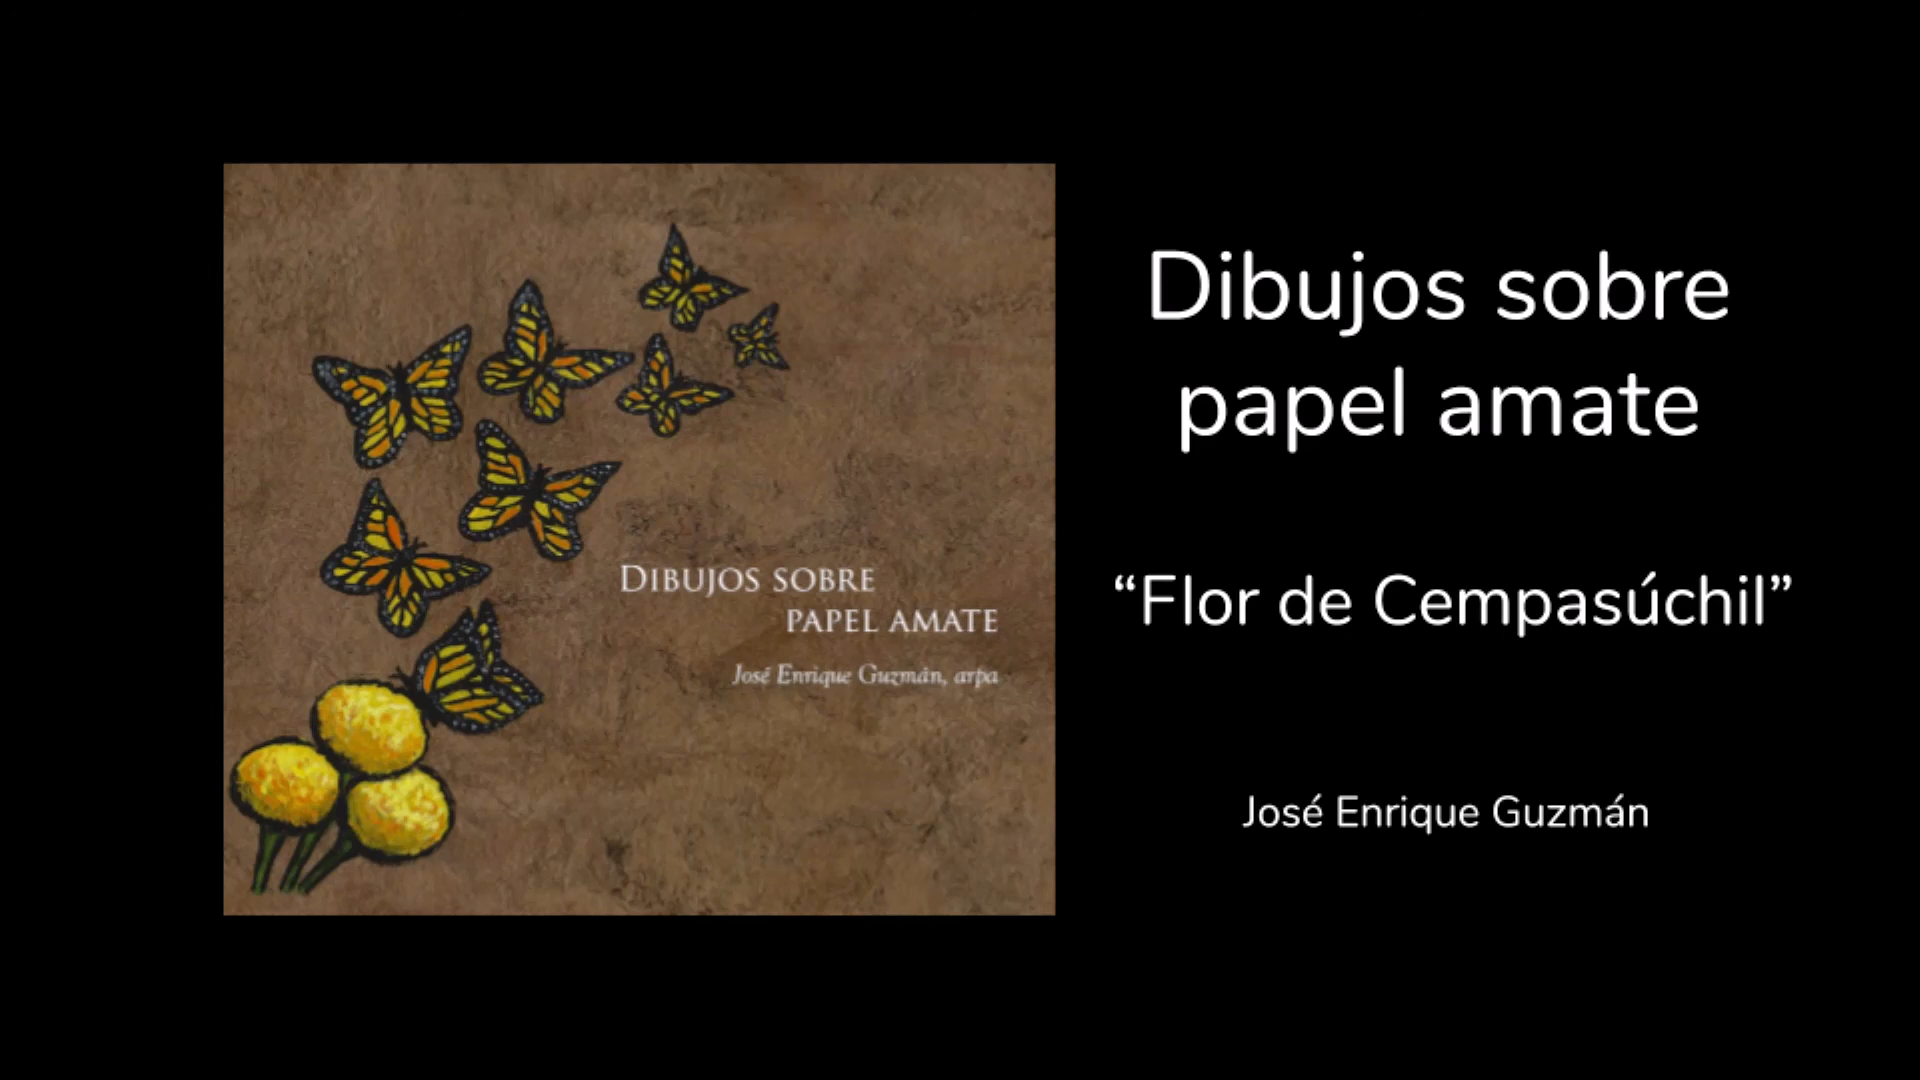 DIBUJOS SOBRE
PAPEL AMATE
José Enrique Guzmán, arpa
Dibujos sobre
papel amate
“Flor de Cempasúchil”
José Enrique Guzmán